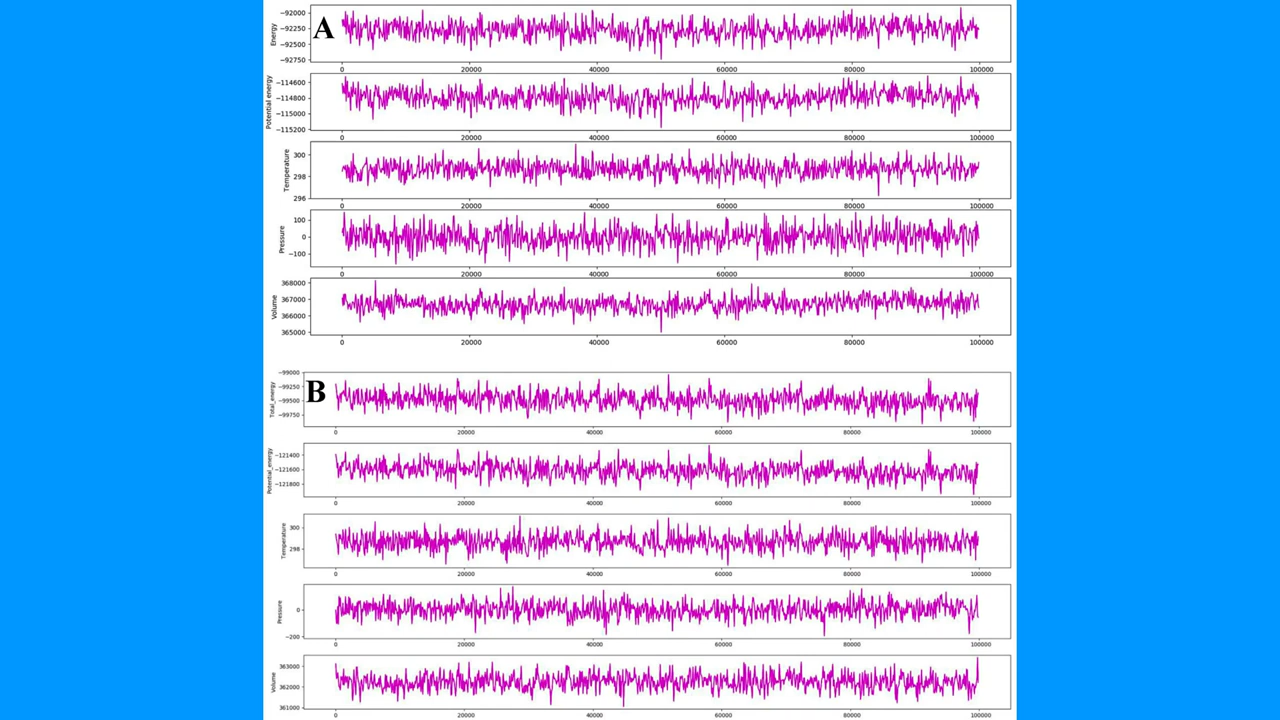 A
Energy
−92000
−92250
−92500
−92750
0 20000 40000 60000 80000 100000
Potential energy
−114600
−114800
−115000
−115200
0 20000 40000 60000 80000 100000
Temperature
300
298
296
0 20000 40000 60000 80000 100000
Pressure
100
0
−100
0 20000 40000 60000 80000 100000
Volume
368000
367000
366000
365000
0 20000 40000 60000 80000 100000
B
Total_energy
−99000
−99250
−99500
−99750
0 20000 40000 60000 80000 100000
Potential_energy
−121400
−121600
−121800
0 20000 40000 60000 80000 100000
Temperature
300
298
0 20000 40000 60000 80000 100000
Pressure
0
−200
0 20000 40000 60000 80000 100000
Volume
363000
362000
361000
0 20000 40000 60000 80000 100000